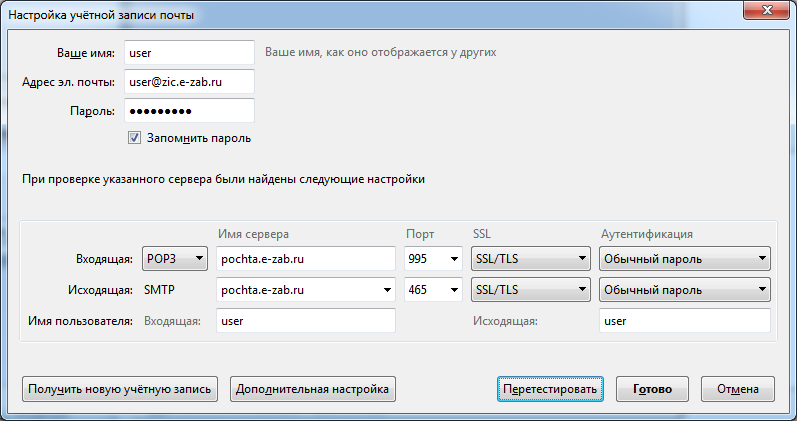 Настройка учётной записи почты
Ваше имя: user Ваше имя, как оно отображается у других
Адрес эл. почты: user@zic.e-zab.ru
Пароль: •••••••••
Запомнить пароль
При проверке указанного сервера были найдены следующие настройки
Имя сервера Порт SSL Аутентификация
Входящая: POP3 pochta.e-zab.ru 995 SSL/TLS Обычный пароль
Исходящая: SMTP pochta.e-zab.ru 465 SSL/TLS Обычный пароль
Имя пользователя: Входящая: user Исходящая: user
Получить новую учётную запись Дополнительная настройка Перетестировать Готово Отмена